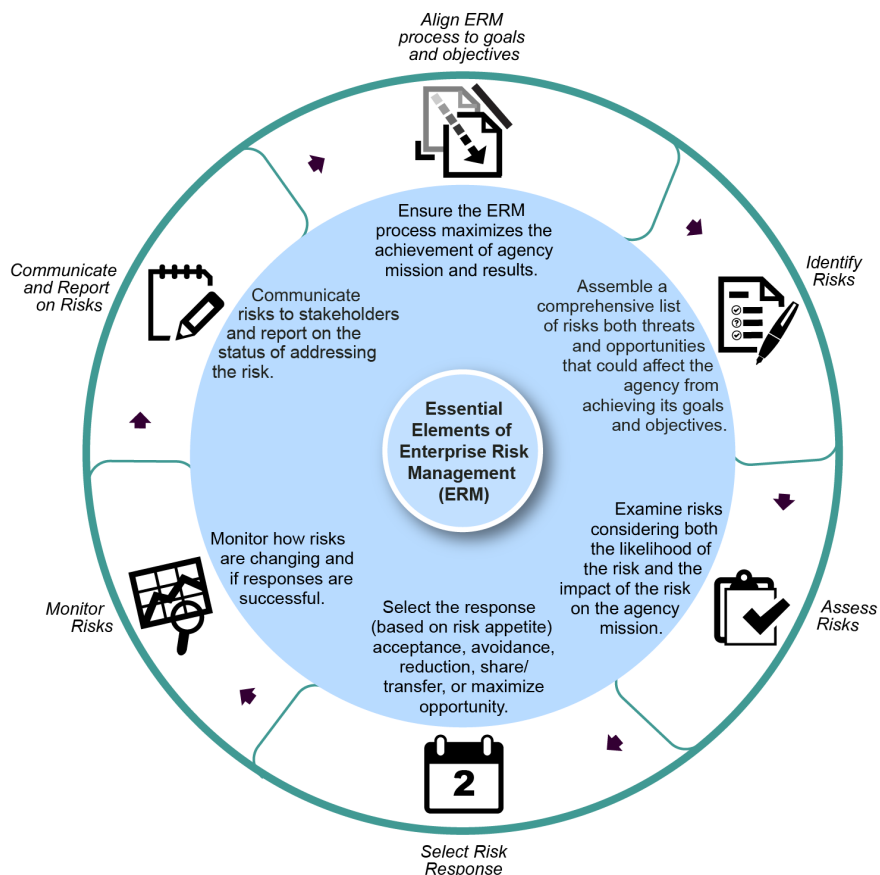 Align ERM
process to goals
and objectives
Ensure the ERM
process maximizes the
achievement of agency
mission and results.
Identify
Risks
Assemble a
comprehensive list
of risks both threats
and opportunities
that could affect the
agency from
achieving its goals
and objectives.
Assess
Risks
Examine risks
considering both
the likelihood of
the risk and the
impact of the risk
on the agency
mission.
Select Risk
Response
Select the response
(based on risk appetite)
acceptance, avoidance,
reduction, share/
transfer, or maximize
opportunity.
2
Monitor
Risks
Monitor how risks
are changing and
if responses are
successful.
Communicate
and Report
on Risks
Communicate
risks to stakeholders
and report on the
status of addressing
the risk.
Essential
Elements of
Enterprise Risk
Management
(ERM)